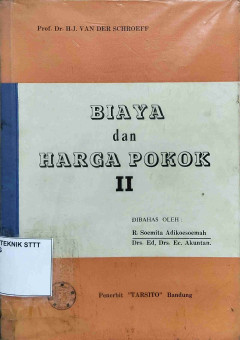 Prof. Dr. H.J. VAN DER SCHROEFF
BIAYA
dan
HARGA POKOK
II
DIBAHAS OLEH :
R. Soemita Adikoesoemah
Drs. Ed, Drs. Ec. Akuntan.
TEKNIK STTT
Penerbit "TARSITO" Bandung